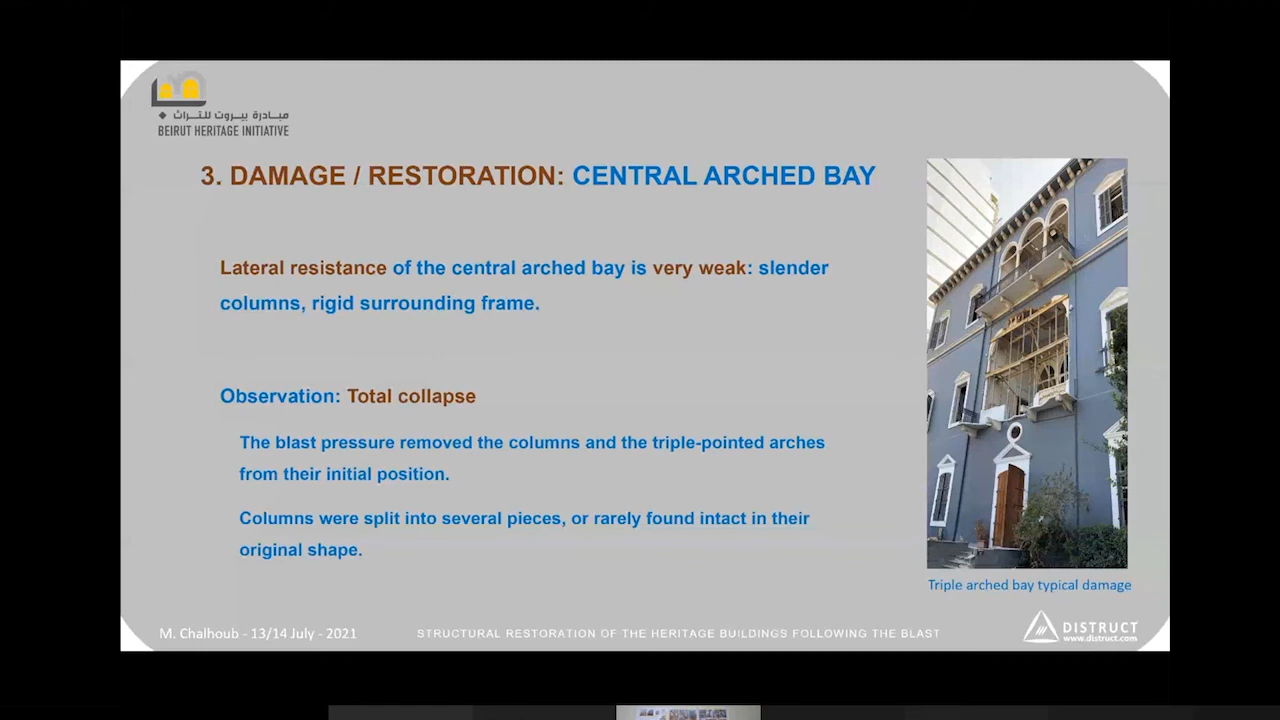 مبادرة بيروت للتراث
BEIRUT HERITAGE INITIATIVE
3. DAMAGE / RESTORATION: CENTRAL ARCHED BAY
Lateral resistance of the central arched bay is very weak: slender
columns, rigid surrounding frame.
Observation: Total collapse
The blast pressure removed the columns and the triple-pointed arches
from their initial position.
Columns were split into several pieces, or rarely found intact in their
original shape.
Triple arched bay typical damage
M. Chalhoub - 13/14 July - 2021
STRUCTURAL RESTORATION OF THE HERITAGE BUILDINGS FOLLOWING THE BLAST
DISTRUCT
www.distruct.com